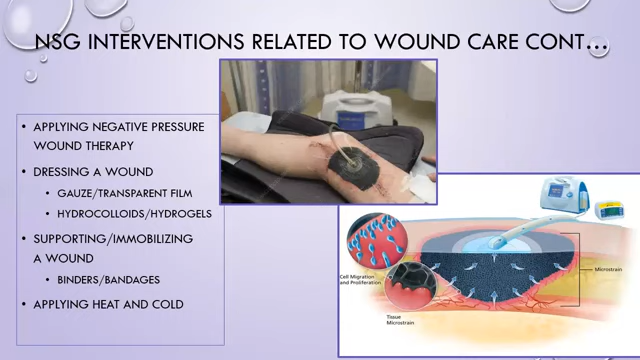 NSG INTERVENTIONS RELATED TO WOUND CARE CONT…
• APPLYING NEGATIVE PRESSURE
WOUND THERAPY
• DRESSING A WOUND
• GAUZE/TRANSPARENT FILM
• HYDROCOLLOIDS/HYDROGELS
• SUPPORTING/IMMOBILIZING
A WOUND
• BINDERS/BANDAGES
• APPLYING HEAT AND COLD
Cell Migration
and Proliferation
Microstrain
Tissue
Microstrain